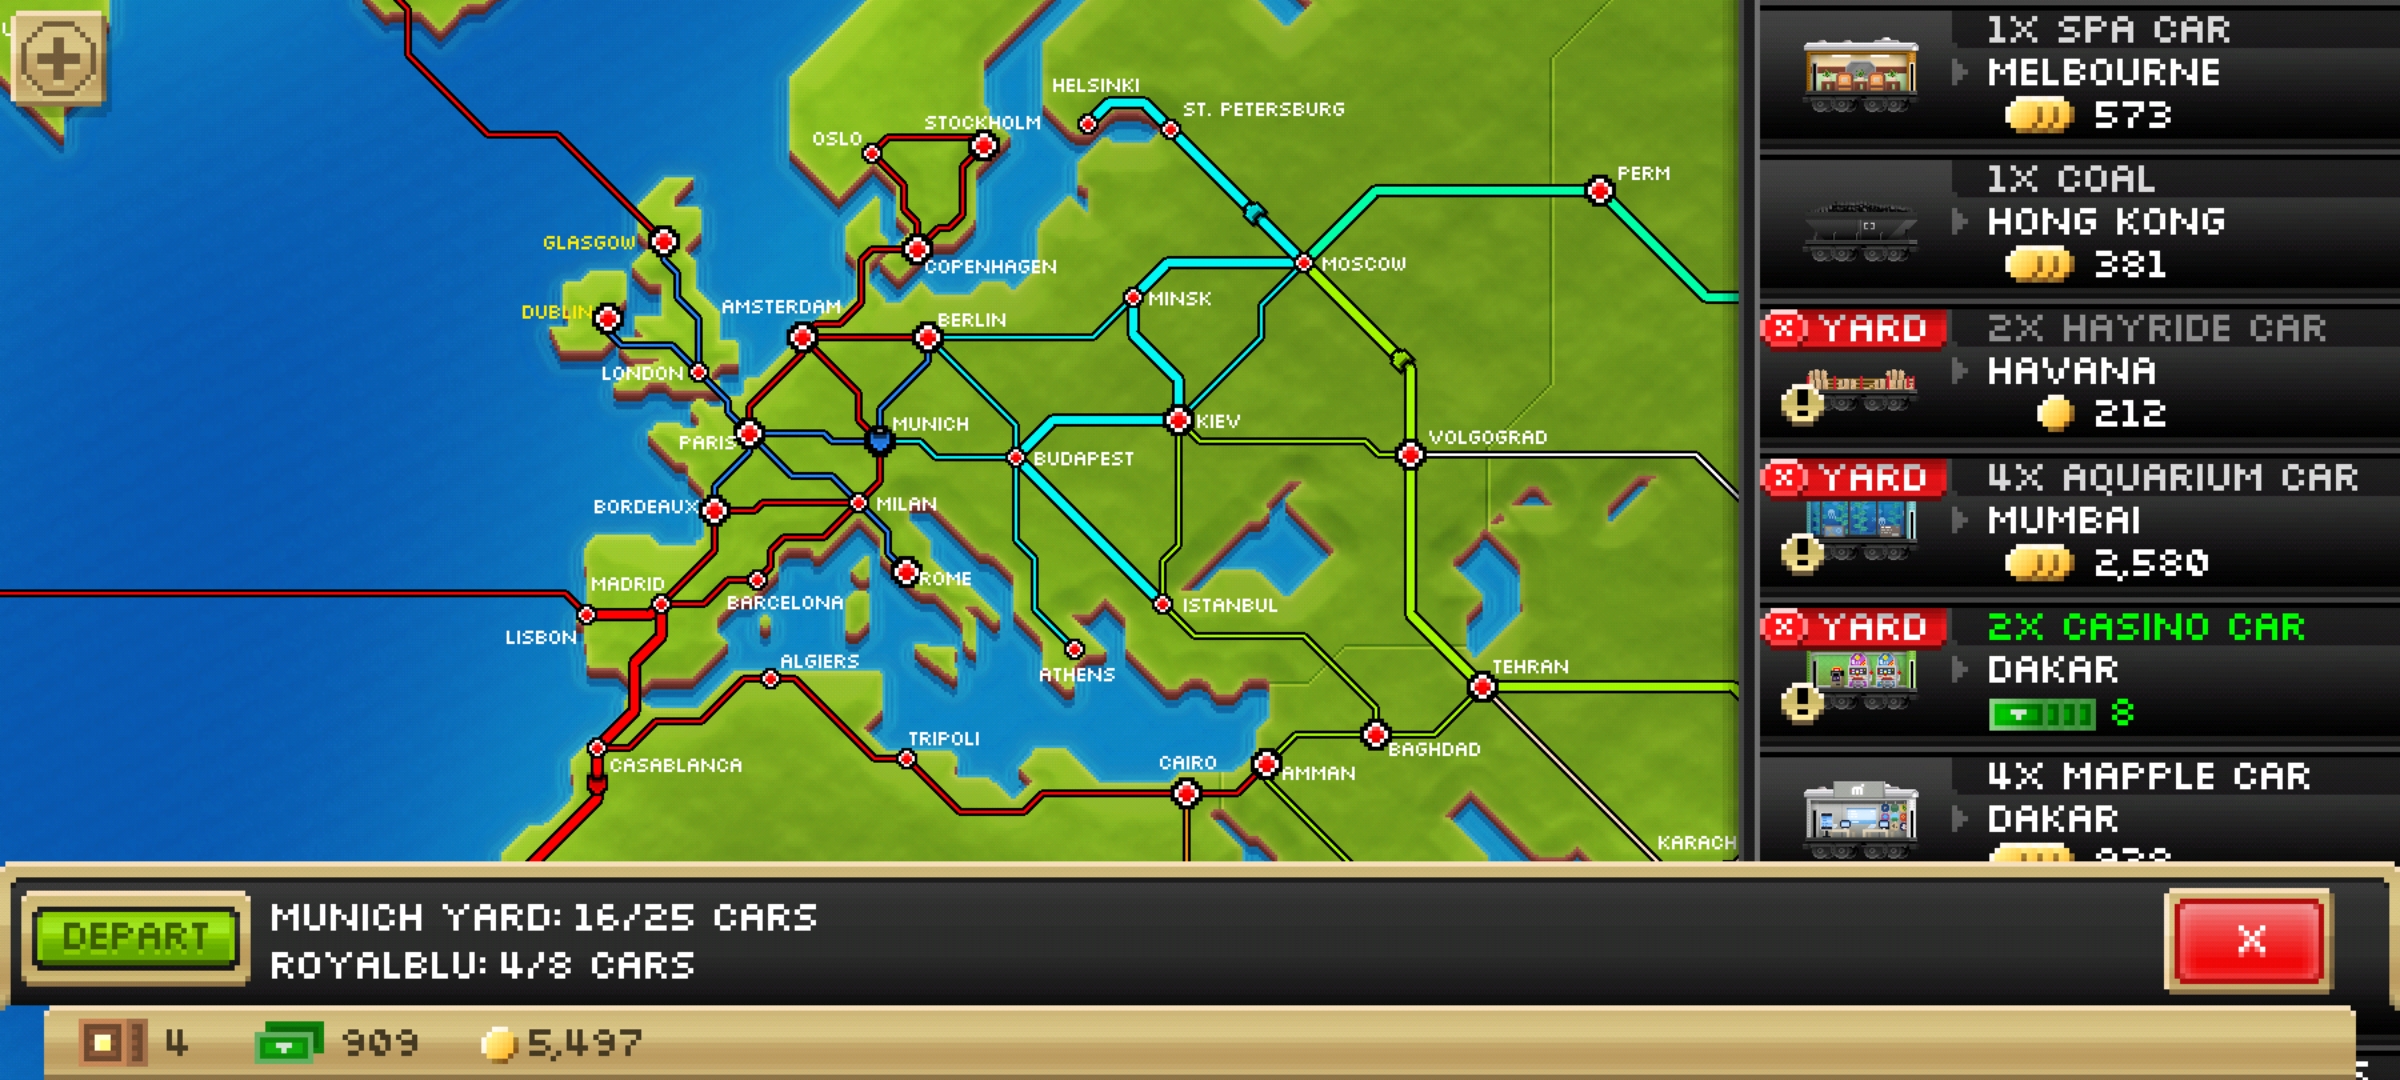 HELSINKI
ST. PETERSBURG
STOCKHOLM
OSLO
PERM
GLASGOW
COPENHAGEN
MOSCOW
MINSK
AMSTERDAM
DUBLIN
BERLIN
LONDON
MUNICH
KIEV
PARIS
VOLGOGRAD
BUDAPEST
BORDEAUX
MILAN
ROME
MADRID
BARCELONA
ISTANBUL
LISBON
ALGIERS
ATHENS
TEHRAN
TRIPOLI
BAGHDAD
CASABLANCA
CAIRO
AMMAN
KARACH
1X SPA CAR
MELBOURNE
573
1X COAL
HONG KONG
381
YARD
2X HAYRIDE CAR
HAVANA
212
YARD
4X AQUARIUM CAR
MUMBAI
2,580
YARD
2X CASINO CAR
DAKAR
8
4X MAPPLE CAR
DAKAR
DEPART
MUNICH YARD: 16/25 CARS
ROYALBLU: 4/8 CARS
X
4
909
5,497